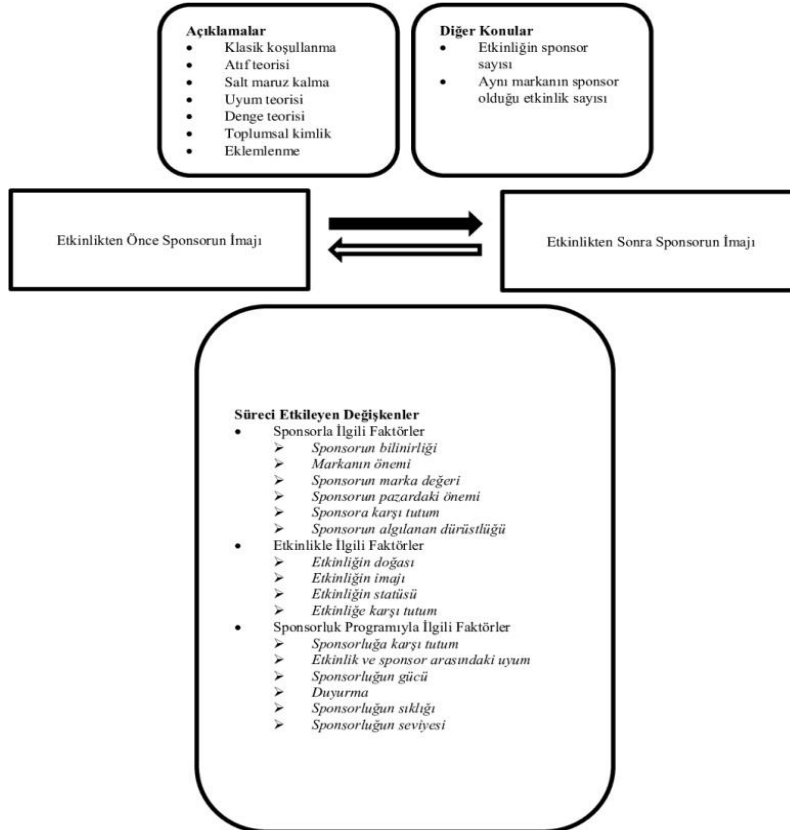 Açıklamalar
• Klasik koşullanma
• Atıf teorisi
• Salt maruz kalma
• Uyum teorisi
• Denge teorisi
• Toplumsal kimlik
• Eklemlenme
Diğer Konular
• Etkinliğin sponsor
sayısı
• Aynı markanın sponsor
olduğu etkinlik sayısı
Etkinlikten Önce Sponsorun İmajı
Etkinlikten Sonra Sponsorun İmajı
Süreci Etkileyen Değişkenler
• Sponsorla İlgili Faktörler
➢ Sponsorun bilinirliği
➢ Markanın önemi
➢ Sponsorun marka değeri
➢ Sponsorun pazardaki önemi
➢ Sponsora karşı tutum
➢ Sponsorun algılanan dürüstlüğü
• Etkinlikle İlgili Faktörler
➢ Etkinliğin doğası
➢ Etkinliğin imajı
➢ Etkinliğin statüsü
➢ Etkinliğe karşı tutum
• Sponsorluk Programıyla İlgili Faktörler
➢ Sponsorluğa karşı tutum
➢ Etkinlik ve sponsor arasındaki uyum
➢ Sponsorluğun gücü
➢ Duyurma
➢ Sponsorluğun sıklığı
➢ Sponsorluğun seviyesi